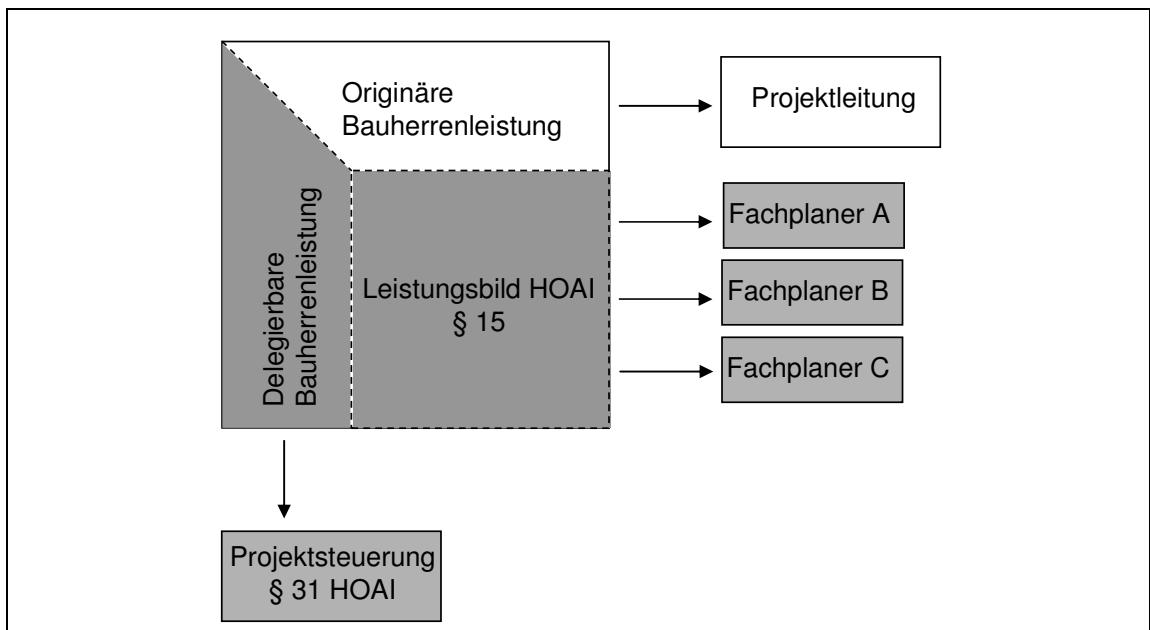 Originäre
Bauherrenleistung
Projektleitung
Delegierbare
Bauherrenleistung
Leistungsbild HOAI
§ 15
Fachplaner A
Fachplaner B
Fachplaner C
Projektsteuerung
§ 31 HOAI